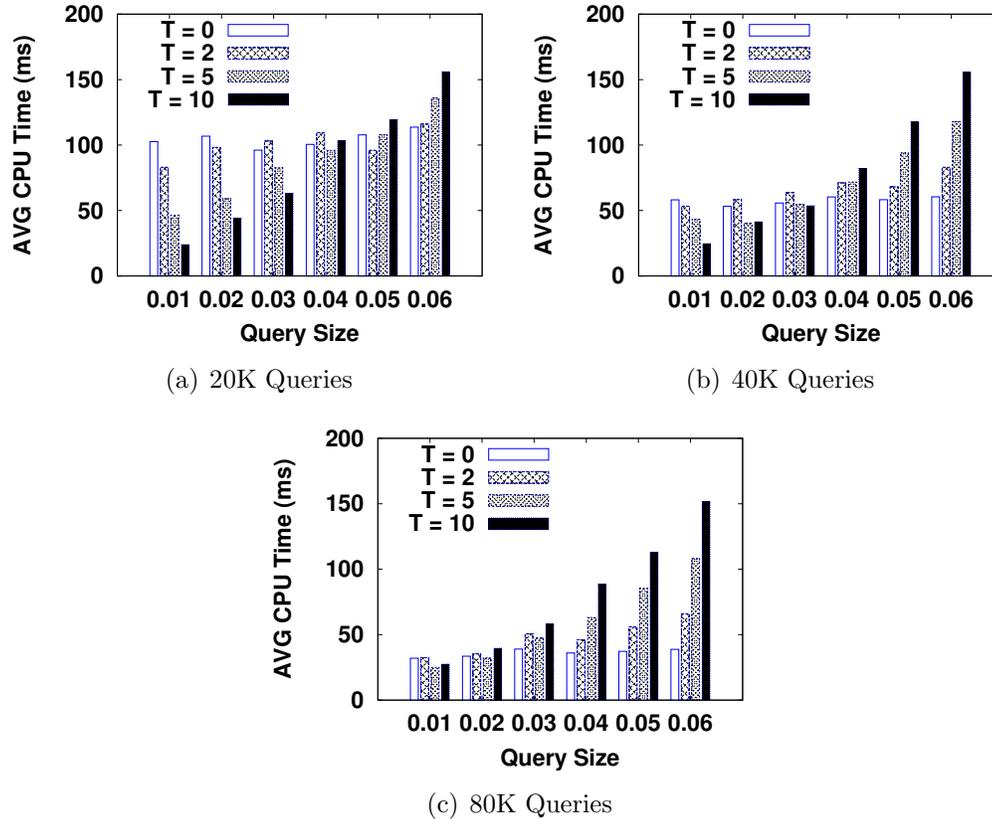 AVG CPU Time (ms)
200
150
100
50
0
T = 0
T = 2
T = 5
T = 10
0.01 0.02 0.03 0.04 0.05 0.06
Query Size
(a) 20K Queries
AVG CPU Time (ms)
200
150
100
50
0
T = 0
T = 2
T = 5
T = 10
0.01 0.02 0.03 0.04 0.05 0.06
Query Size
(b) 40K Queries
AVG CPU Time (ms)
200
150
100
50
0
T = 0
T = 2
T = 5
T = 10
0.01 0.02 0.03 0.04 0.05 0.06
Query Size
(c) 80K Queries